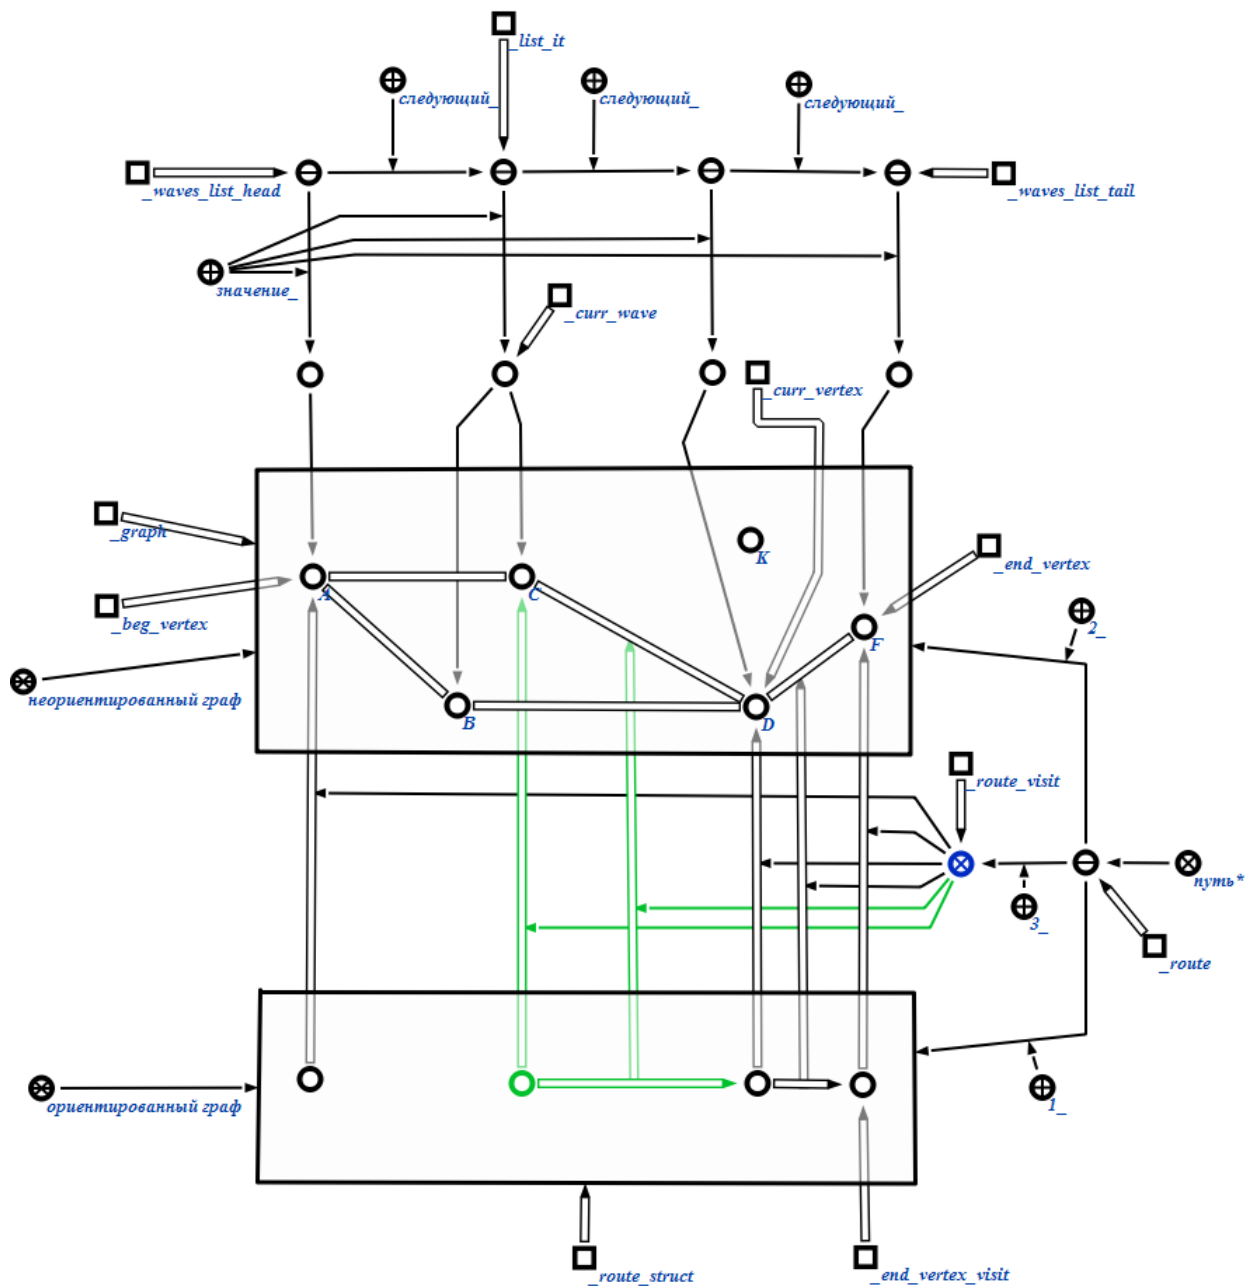 _list_it
следующий_
следующий_
следующий_
_waves_list_head
_waves_list_tail
значение_
_curr_wave
_curr_vertex
_graph
K
_end_vertex
A
C
_beg_vertex
2_
F
неориентированный граф
B
D
_route_visit
путь*
3_
_route
ориентированный граф
1_
_route_struct
_end_vertex_visit